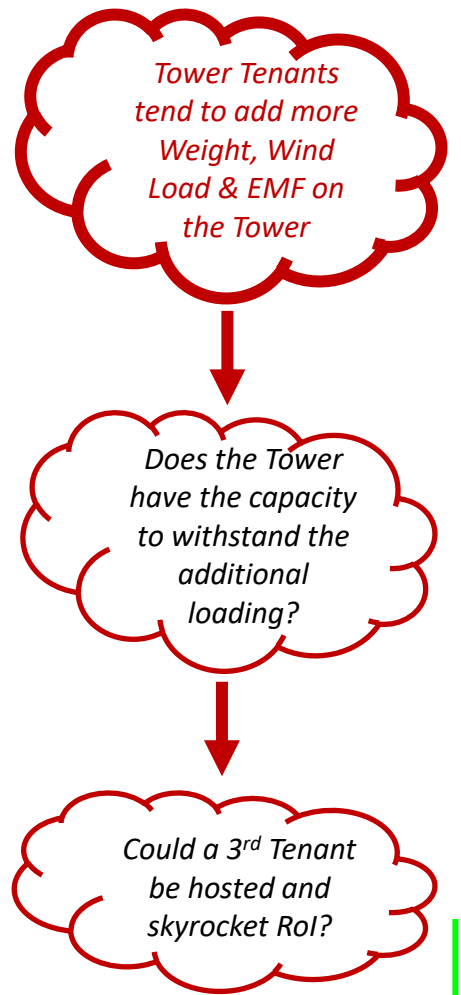 Tower Tenants
tend to add more
Weight, Wind
Load & EMF on
the Tower
Does the Tower
have the capacity
to withstand the
additional
loading?
Could a 3rd Tenant
be hosted and
skyrocket RoI?